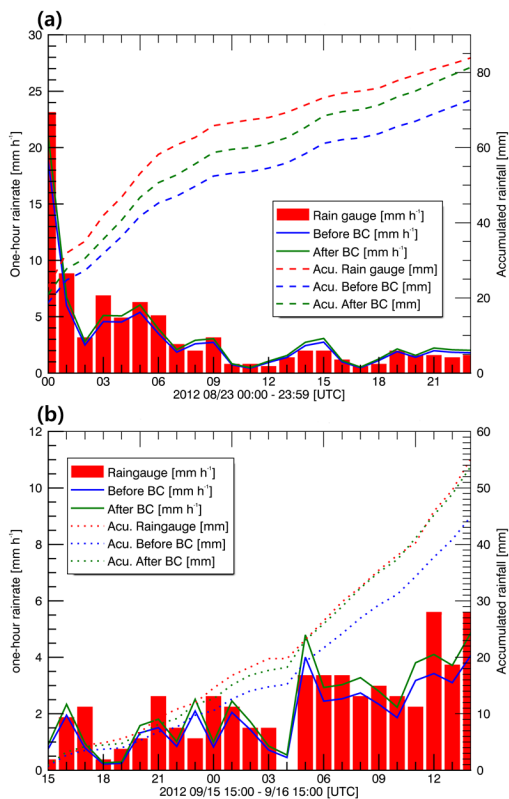 (a)
30
25
20
15
10
5
0
One-hour rainrate [mm h⁻¹]
80
60
40
20
0
Accumulated rainfall [mm]
Rain gauge [mm h⁻¹]
Before BC [mm h⁻¹]
After BC [mm h⁻¹]
Acu. Rain gauge [mm]
Acu. Before BC [mm]
Acu. After BC [mm]
00 03 06 09 12 15 18 21
2012 08/23 00:00 - 23:59 [UTC]
(b)
12
10
8
6
4
2
0
one-hour rainrate [mm h⁻¹]
60
50
40
30
20
10
0
Accumulated rainfall [mm]
Raingauge [mm h⁻¹]
Before BC [mm h⁻¹]
After BC [mm h⁻¹]
Acu. Raingauge [mm]
Acu. Before BC [mm]
Acu. After BC [mm]
15 18 21 00 03 06 09 12
2012 09/15 15:00 - 9/16 15:00 [UTC]